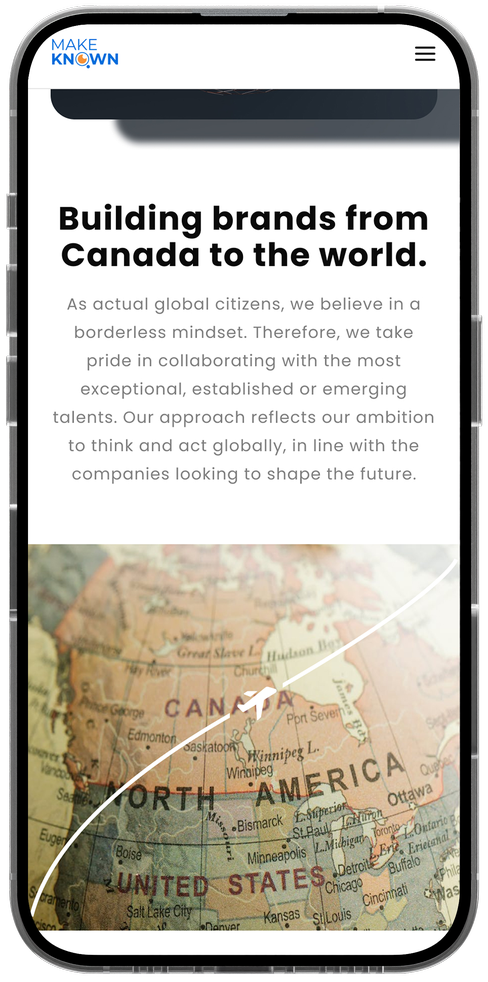 MAKE
KNOWN
Building brands from
Canada to the world.
As actual global citizens, we believe in a
borderless mindset. Therefore, we take
pride in collaborating with the most
exceptional, established or emerging
talents. Our approach reflects our ambition
to think and act globally, in line with the
companies looking to shape the future.
Great Slave L.
Hudson Bay
Hay River
Churchill
Prince George
CANADA
James Bay
Port Severn
Edmonton
Saskatoon
Winnipeg L.
Vancouver
Winnipeg
NORTH AMERICA
Ottawa
Missouri
L.Superior
Bismarck
St.Paul
L.Huron
Toronto
L.Ontario
Boise
Minneapolis
L.Michigan
L.Erie
Detroit
Buffalo
UNITED STATES
Chicago
Cincinnati
Sacramento
Salt Lake City
Denver
Kansas
St.Louis